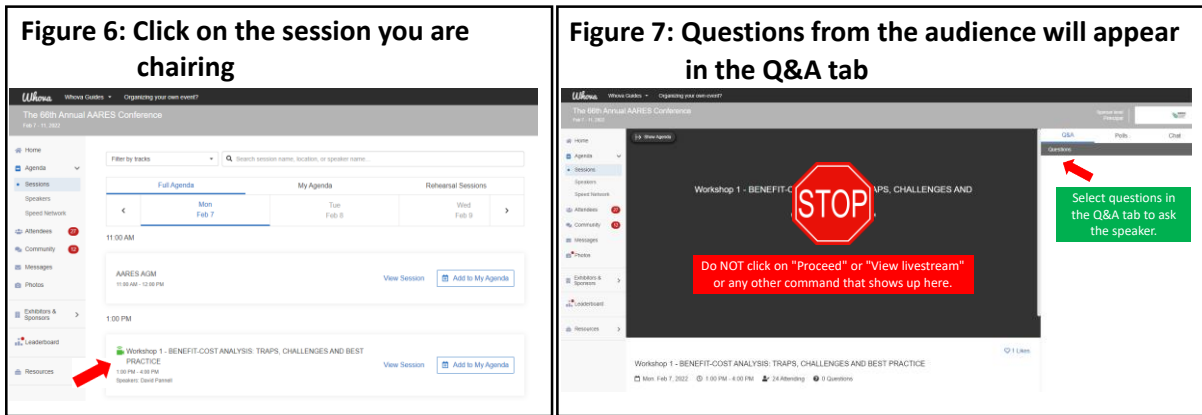 Figure 6: Click on the session you are
chairing
Whova Whova Guides Organizing your own event?
The 66th Annual AARES Conference
Feb 7 - 11, 2022
Home
Agenda
Sessions
Speakers
Speed Network
Attendees 27
Community 12
Messages
Photos
Exhibitors &
Sponsors
Leaderboard
Resources
Filter by tracks
Search session name, location, or speaker name...
Full Agenda My Agenda Rehearsal Sessions
Mon Tue Wed
Feb 7 Feb 8 Feb 9
11:00 AM
AARES AGM
11:00 AM - 12:00 PM
View Session Add to My Agenda
1:00 PM
Workshop 1 - BENEFIT-COST ANALYSIS: TRAPS, CHALLENGES AND BEST
PRACTICE
1:00 PM - 4:00 PM
Speakers: David Pannell
View Session Add to My Agenda
Figure 7: Questions from the audience will appear
in the Q&A tab
Whova Whova Guides Organizing your own event?
The 66th Annual AARES Conference
Feb 7 - 11, 2022
Sponsor level
Principal
Home
Agenda
Sessions
Speakers
Speed Network
Attendees 27
Community 12
Messages
Photos
Exhibitors &
Sponsors
Leaderboard
Resources
Show Agenda
Workshop 1 - BENEFIT-C APS, CHALLENGES AND
STOP
Do NOT click on "Proceed" or "View livestream"
or any other command that shows up here.
Q&A Polls Chat
Questions
Select questions in
the Q&A tab to ask
the speaker.
1 Likes
Workshop 1 - BENEFIT-COST ANALYSIS: TRAPS, CHALLENGES AND BEST PRACTICE
Mon, Feb 7, 2022 1:00 PM - 4:00 PM 24 Attending 0 Questions